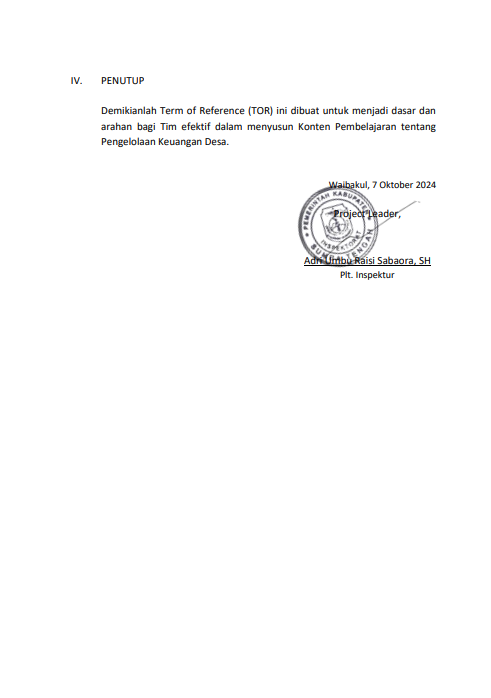 IV. PENUTUP
Demikianlah Term of Reference (TOR) ini dibuat untuk menjadi dasar dan
arahan bagi Tim efektif dalam menyusun Konten Pembelajaran tentang
Pengelolaan Keuangan Desa.
Waibakul, 7 Oktober 2024
Project Leader,
PEMERINTAH KABUPATEN
INSPEKTORAT
SUMBA TENGAH
Adri Umbu Raisi Sabaora, SH
Plt. Inspektur